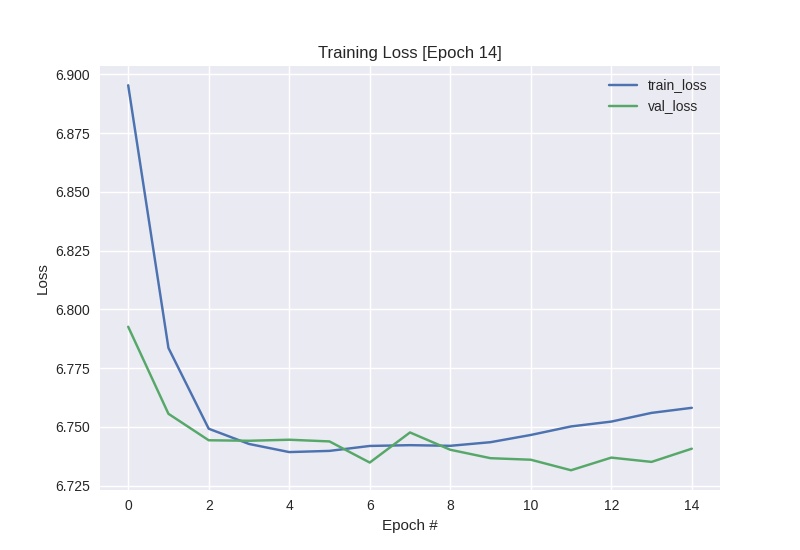 Training Loss [Epoch 14]
train_loss
val_loss
6.900
6.875
6.850
6.825
6.800
6.775
6.750
6.725
Loss
0 2 4 6 8 10 12 14
Epoch #